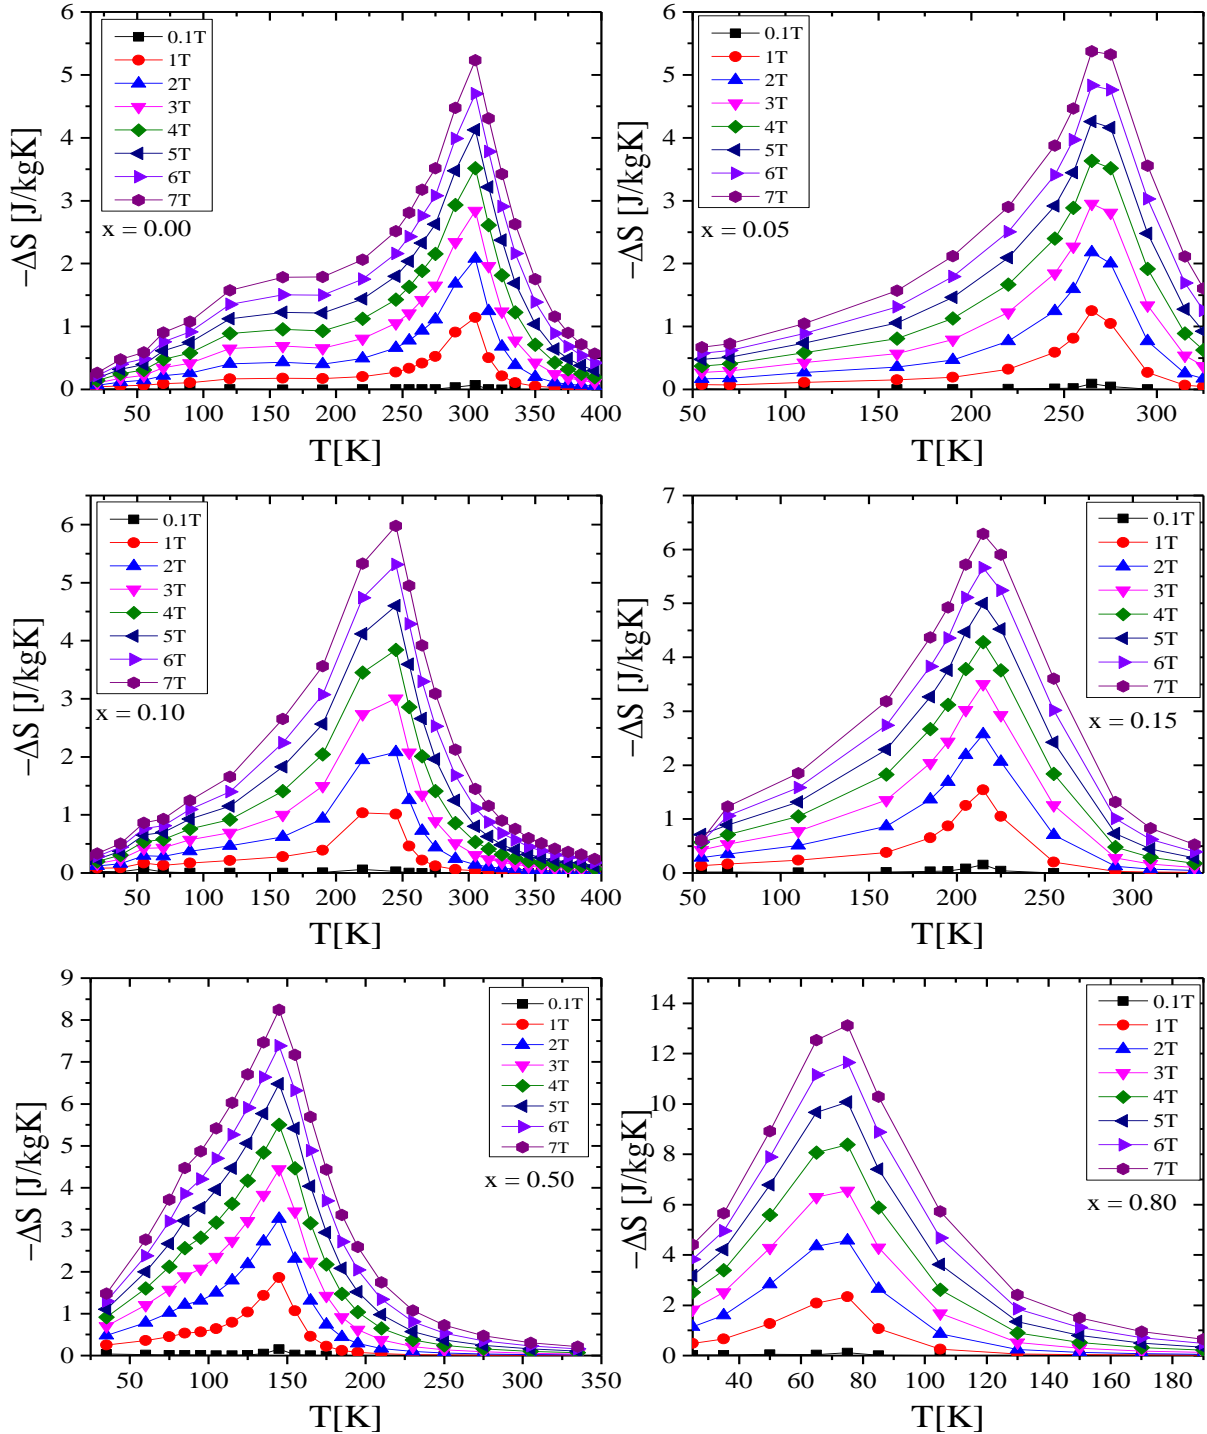 6
5
4
3
2
1
0
−ΔS [J/kgK]
0.1T
1T
2T
3T
4T
5T
6T
7T
x = 0.00
50 100 150 200 250 300 350 400
T[K]
6
5
4
3
2
1
0
−ΔS [J/kgK]
0.1T
1T
2T
3T
4T
5T
6T
7T
x = 0.05
50 100 150 200 250 300
T[K]
6
5
4
3
2
1
0
−ΔS [J/kgK]
0.1T
1T
2T
3T
4T
5T
6T
7T
x = 0.10
50 100 150 200 250 300 350 400
T[K]
7
6
5
4
3
2
1
0
−ΔS [J/kgK]
0.1T
1T
2T
3T
4T
5T
6T
7T
x = 0.15
50 100 150 200 250 300
T[K]
9
8
7
6
5
4
3
2
1
0
−ΔS [J/kgK]
0.1T
1T
2T
3T
4T
5T
6T
7T
x = 0.50
50 100 150 200 250 300 350
T[K]
14
12
10
8
6
4
2
0
−ΔS [J/kgK]
0.1T
1T
2T
3T
4T
5T
6T
7T
x = 0.80
40 60 80 100 120 140 160 180
T[K]